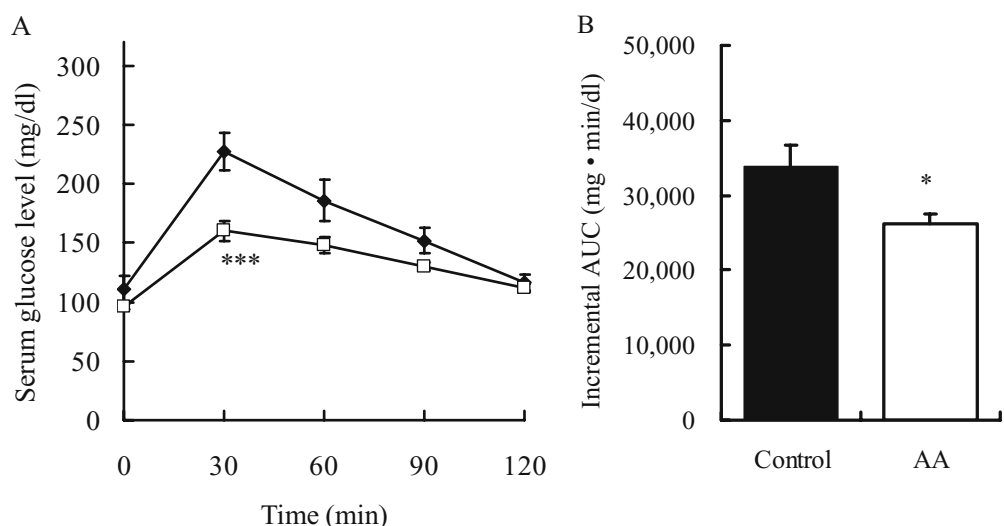 A
Serum glucose level (mg/dl)
300
250
200
150
100
50
0
***
0 30 60 90 120
Time (min)
B
Incremental AUC (mg • min/dl)
50,000
40,000
30,000
20,000
10,000
0
*
Control AA